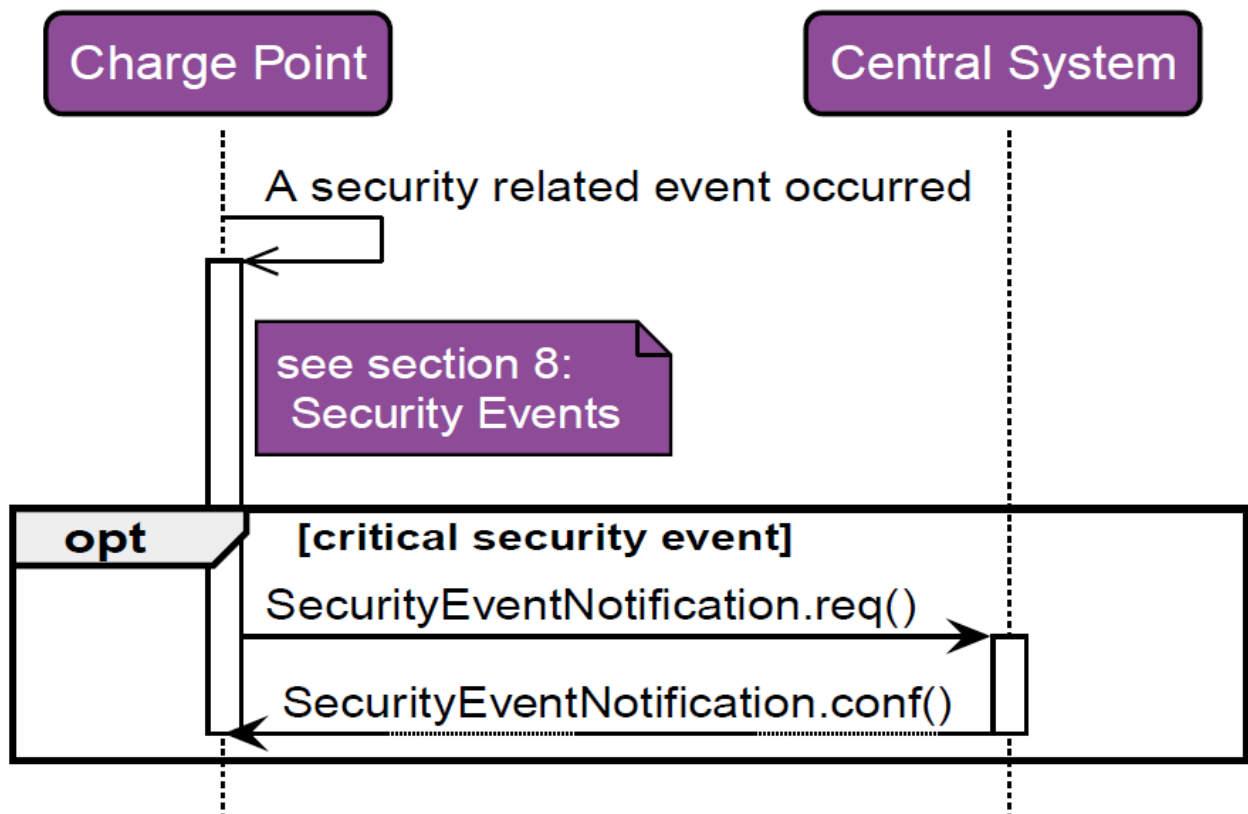 Charge Point
Central System
A security related event occurred
see section 8:
Security Events
opt
[critical security event]
SecurityEventNotification.req()
SecurityEventNotification.conf()